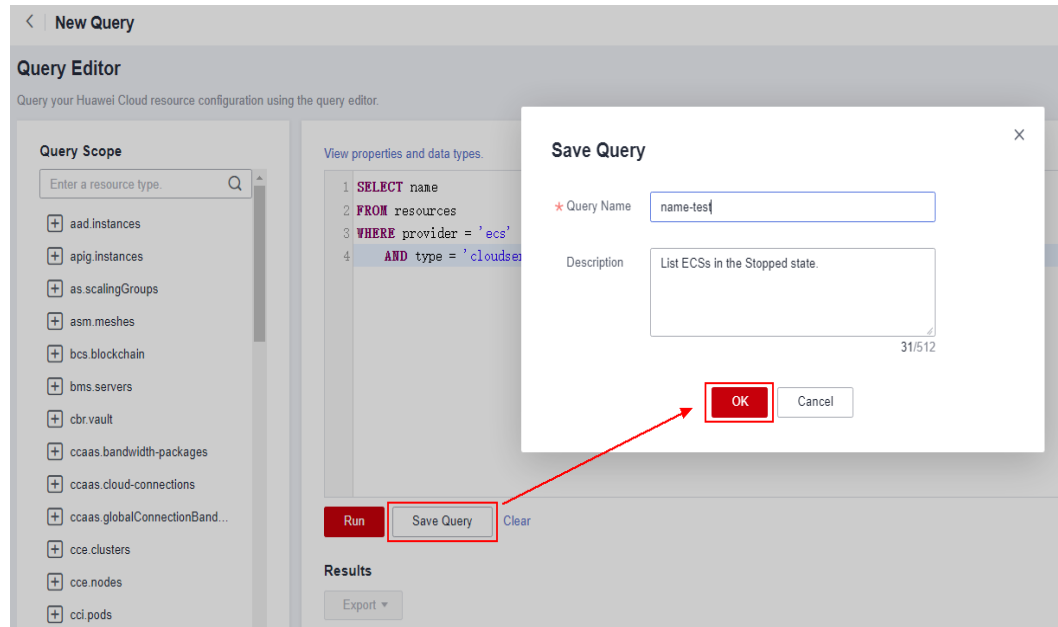 New Query
Query Editor
Query your Huawei Cloud resource configuration using the query editor.
Query Scope
Enter a resource type.
aad.instances
apig.instances
as.scalingGroups
asm.meshes
bcs.blockchain
bms.servers
cbr.vault
ccaas.bandwidth-packages
ccaas.cloud-connections
ccaas.globalConnectionBand...
cce.clusters
cce.nodes
cci.pods
View properties and data types.
1 SELECT name
2 FROM resources
3 WHERE provider = 'ecs'
4 AND type = 'cloudser
Run
Save Query
Clear
Results
Export
Save Query
* Query Name
name-test
Description
List ECSs in the Stopped state.
31/512
OK
Cancel